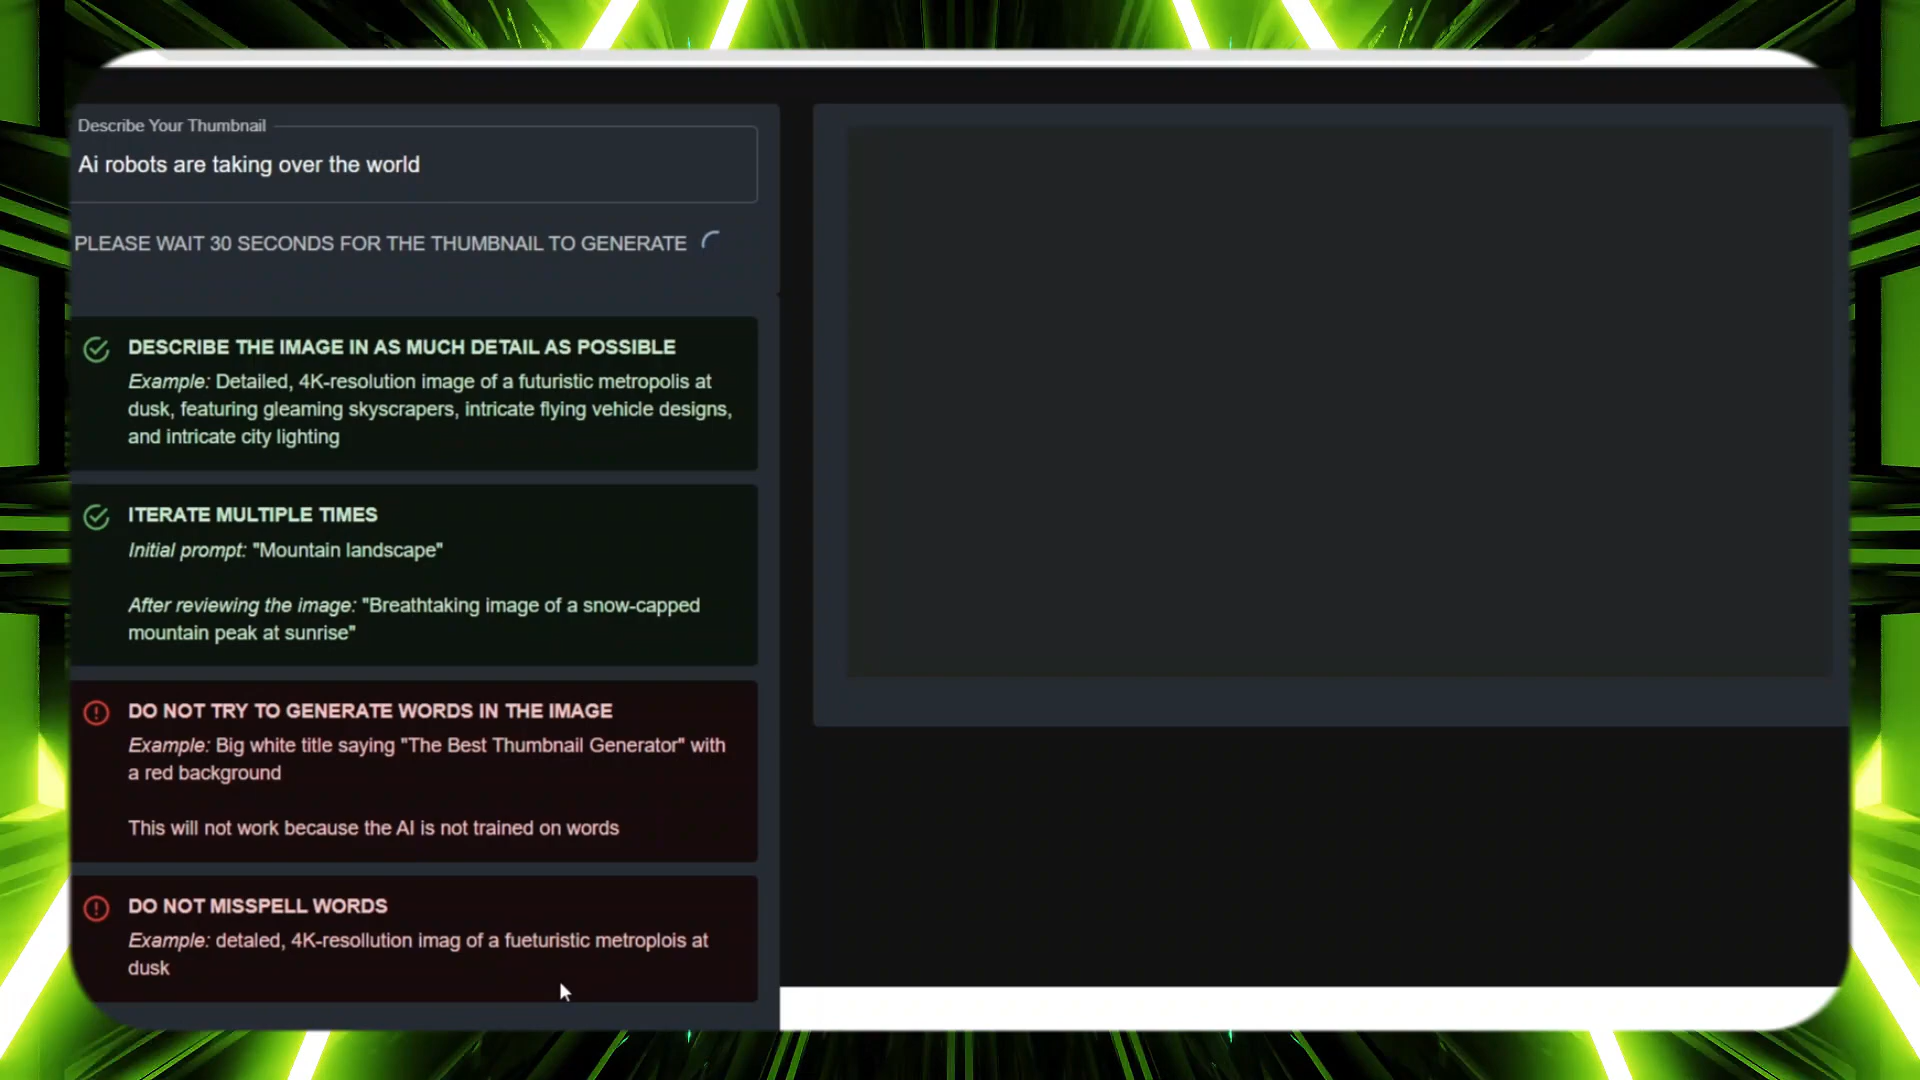 Describe Your Thumbnail
Ai robots are taking over the world
PLEASE WAIT 30 SECONDS FOR THE THUMBNAIL TO GENERATE
DESCRIBE THE IMAGE IN AS MUCH DETAIL AS POSSIBLE
Example: Detailed, 4K-resolution image of a futuristic metropolis at
dusk, featuring gleaming skyscrapers, intricate flying vehicle designs,
and intricate city lighting
ITERATE MULTIPLE TIMES
Initial prompt: "Mountain landscape"
After reviewing the image: "Breathtaking image of a snow-capped
mountain peak at sunrise"
DO NOT TRY TO GENERATE WORDS IN THE IMAGE
Example: Big white title saying "The Best Thumbnail Generator" with
a red background
This will not work because the AI is not trained on words
DO NOT MISSPELL WORDS
Example: detaled, 4K-resollution imag of a fueturistic metroplois at
dusk